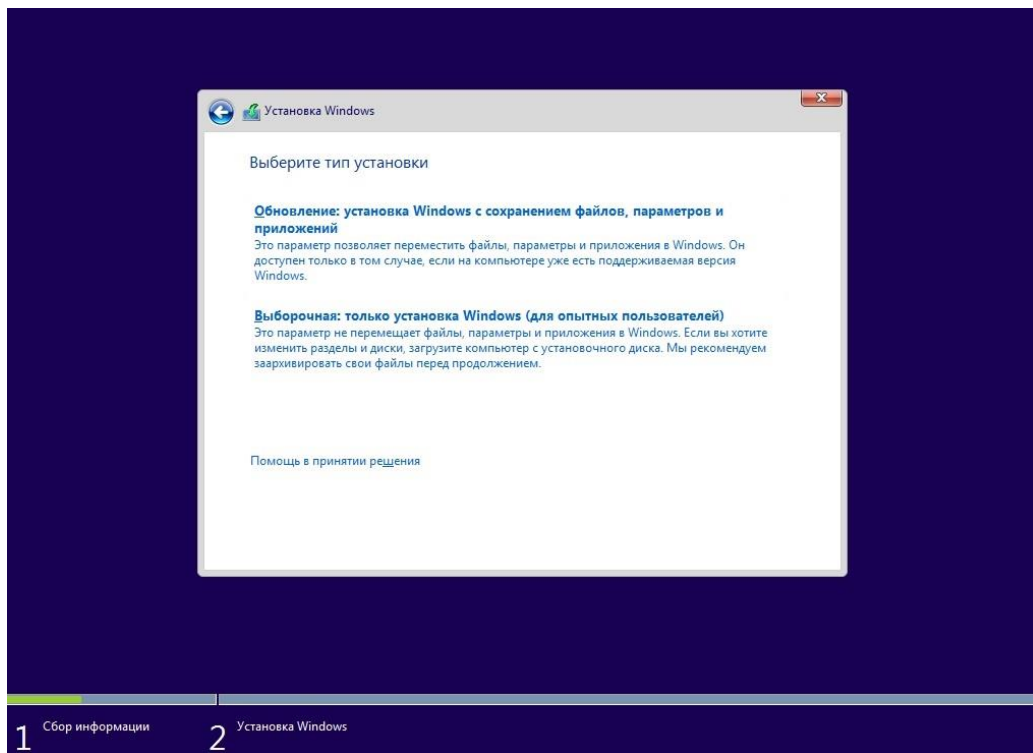 Установка Windows
Выберите тип установки
Обновление: установка Windows с сохранением файлов, параметров и
приложений
Это параметр позволяет переместить файлы, параметры и приложения в Windows. Он
доступен только в том случае, если на компьютере уже есть поддерживаемая версия
Windows.
Выборочная: только установка Windows (для опытных пользователей)
Это параметр не перемещает файлы, параметры и приложения в Windows. Если вы хотите
изменить разделы и диски, загрузите компьютер с установочного диска. Мы рекомендуем
заархивировать свои файлы перед продолжением.
Помощь в принятии решения
1 Сбор информации
2 Установка Windows